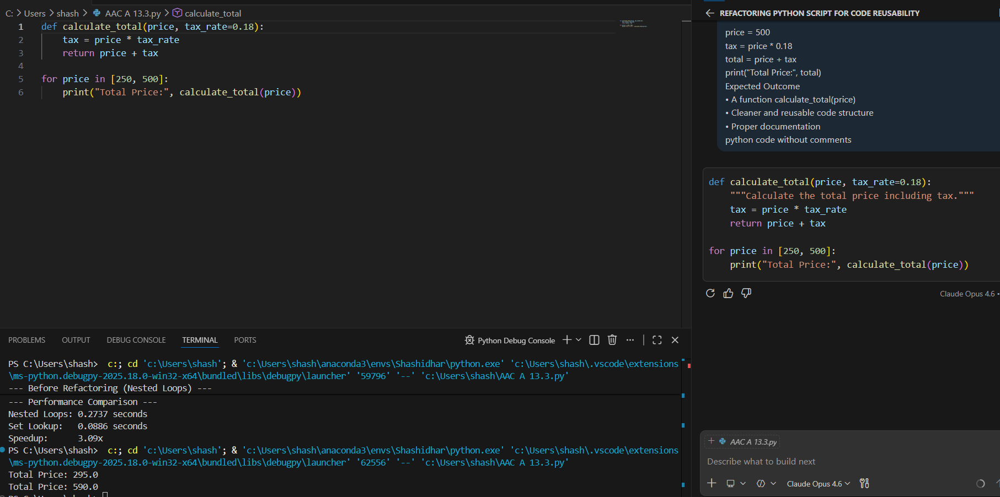 C: > Users > shash > AAC A 13.3.py > calculate_total
1 def calculate_total(price, tax_rate=0.18):
2     tax = price * tax_rate
3     return price + tax
4
5 for price in [250, 500]:
6     print("Total Price:", calculate_total(price))
PROBLEMS OUTPUT DEBUG CONSOLE TERMINAL PORTS
Python Debug Console
PS C:\Users\shash>  c:; cd 'c:\Users\shash'; & 'c:\Users\shash\anaconda3\envs\Shashidhar\python.exe' 'c:\Users\shash\.vscode\extensions
\ms-python.debugpy-2025.18.0-win32-x64\bundled\libs\debugpy\launcher' '59796' '--' 'c:\Users\shash\AAC A 13.3.py'
--- Before Refactoring (Nested Loops) ---
--- Performance Comparison ---
Nested Loops: 0.2737 seconds
Set Lookup:   0.0886 seconds
Speedup:      3.09x
PS C:\Users\shash>  c:; cd 'c:\Users\shash'; & 'c:\Users\shash\anaconda3\envs\Shashidhar\python.exe' 'c:\Users\shash\.vscode\extensions
\ms-python.debugpy-2025.18.0-win32-x64\bundled\libs\debugpy\launcher' '62556' '--' 'c:\Users\shash\AAC A 13.3.py'
Total Price: 295.0
Total Price: 590.0
REFACTORING PYTHON SCRIPT FOR CODE REUSABILITY
price = 500
tax = price * 0.18
total = price + tax
print("Total Price:", total)
Expected Outcome
• A function calculate_total(price)
• Cleaner and reusable code structure
• Proper documentation
python code without comments
def calculate_total(price, tax_rate=0.18):
    """Calculate the total price including tax."""
    tax = price * tax_rate
    return price + tax

for price in [250, 500]:
    print("Total Price:", calculate_total(price))
Claude Opus 4.6 •
AAC A 13.3.py
Describe what to build next
Claude Opus 4.6